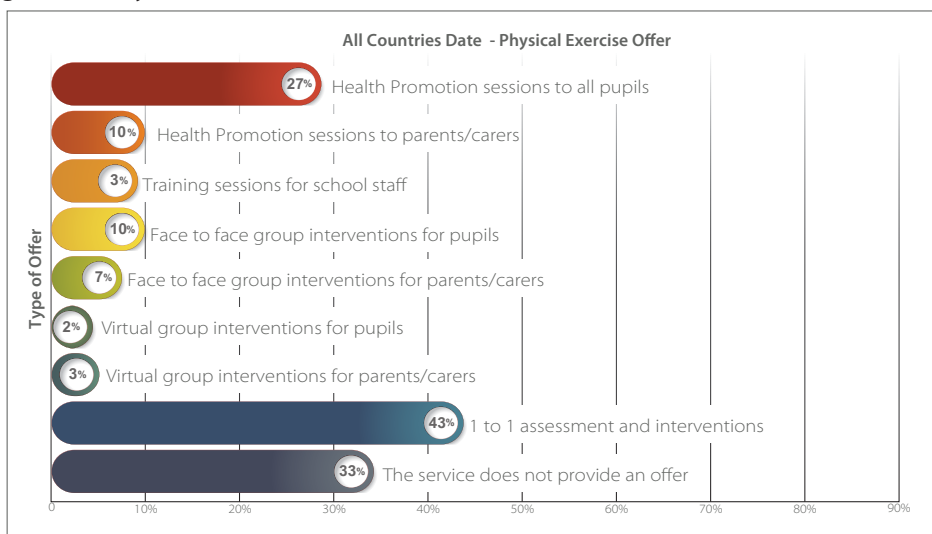 All Countries Date - Physical Exercise Offer
27% Health Promotion sessions to all pupils
10% Health Promotion sessions to parents/carers
3% Training sessions for school staff
10% Face to face group interventions for pupils
7% Face to face group interventions for parents/carers
2% Virtual group interventions for pupils
3% Virtual group interventions for parents/carers
43% 1 to 1 assessment and interventions
33% The service does not provide an offer
Type of Offer
0 10% 20% 30% 40% 50% 60% 70% 80% 90%